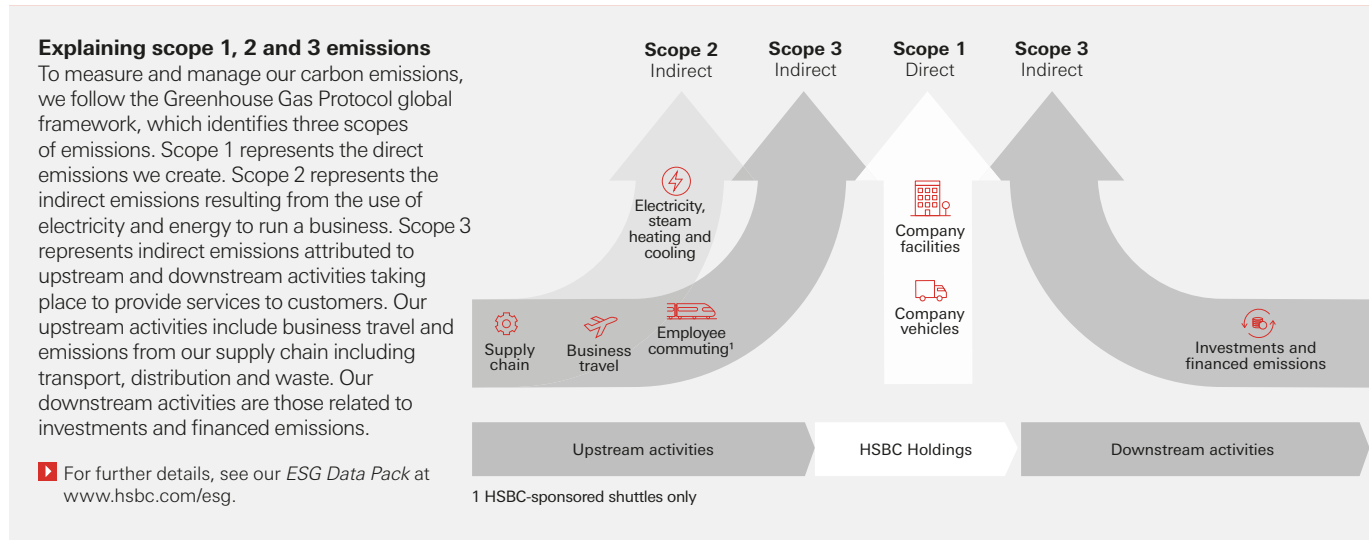 Explaining scope 1, 2 and 3 emissions
To measure and manage our carbon emissions,
we follow the Greenhouse Gas Protocol global
framework, which identifies three scopes
of emissions. Scope 1 represents the direct
emissions we create. Scope 2 represents the
indirect emissions resulting from the use of
electricity and energy to run a business. Scope 3
represents indirect emissions attributed to
upstream and downstream activities taking
place to provide services to customers. Our
upstream activities include business travel and
emissions from our supply chain including
transport, distribution and waste. Our
downstream activities are those related to
investments and financed emissions.
For further details, see our ESG Data Pack at
www.hsbc.com/esg.
Scope 2
Indirect
Scope 3
Indirect
Scope 1
Direct
Scope 3
Indirect
Electricity,
steam
heating and
cooling
Company
facilities
Company
vehicles
Supply
chain
Business
travel
Employee
commuting¹
Investments and
financed emissions
Upstream activities
HSBC Holdings
Downstream activities
1 HSBC-sponsored shuttles only